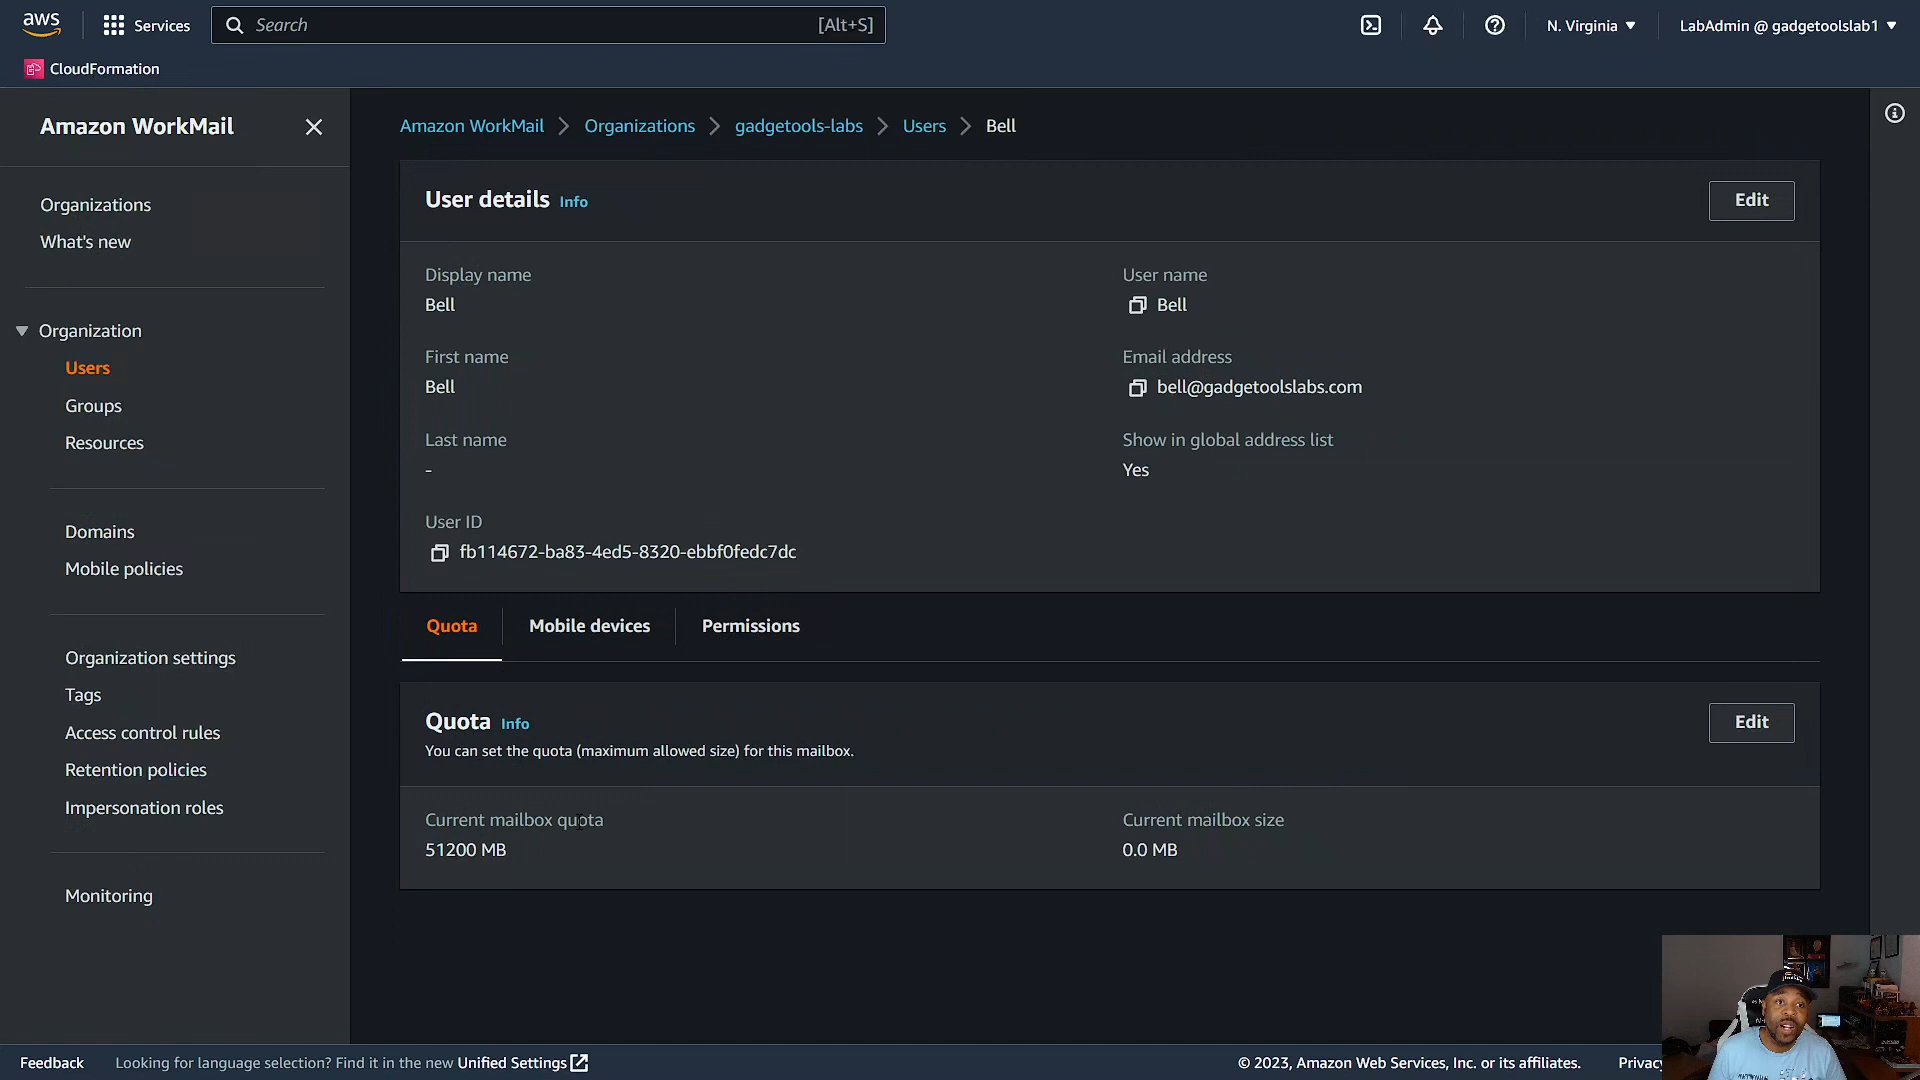 aws
Services
Search
[Alt+S]
N. Virginia
LabAdmin @ gadgetoolslab1
CloudFormation
Amazon WorkMail
Organizations
What's new
Organization
Users
Groups
Resources
Domains
Mobile policies
Organization settings
Tags
Access control rules
Retention policies
Impersonation roles
Monitoring
Amazon WorkMail
Organizations
gadgetools-labs
Users
Bell
User details Info
Edit
Display name
Bell
User name
Bell
First name
Bell
Email address
bell@gadgetoolslabs.com
Last name
-
Show in global address list
Yes
User ID
fb114672-ba83-4ed5-8320-ebbf0fedc7dc
Quota
Mobile devices
Permissions
Quota Info
Edit
You can set the quota (maximum allowed size) for this mailbox.
Current mailbox quota
51200 MB
Current mailbox size
0.0 MB
Feedback
Looking for language selection? Find it in the new Unified Settings
© 2023, Amazon Web Services, Inc. or its affiliates.